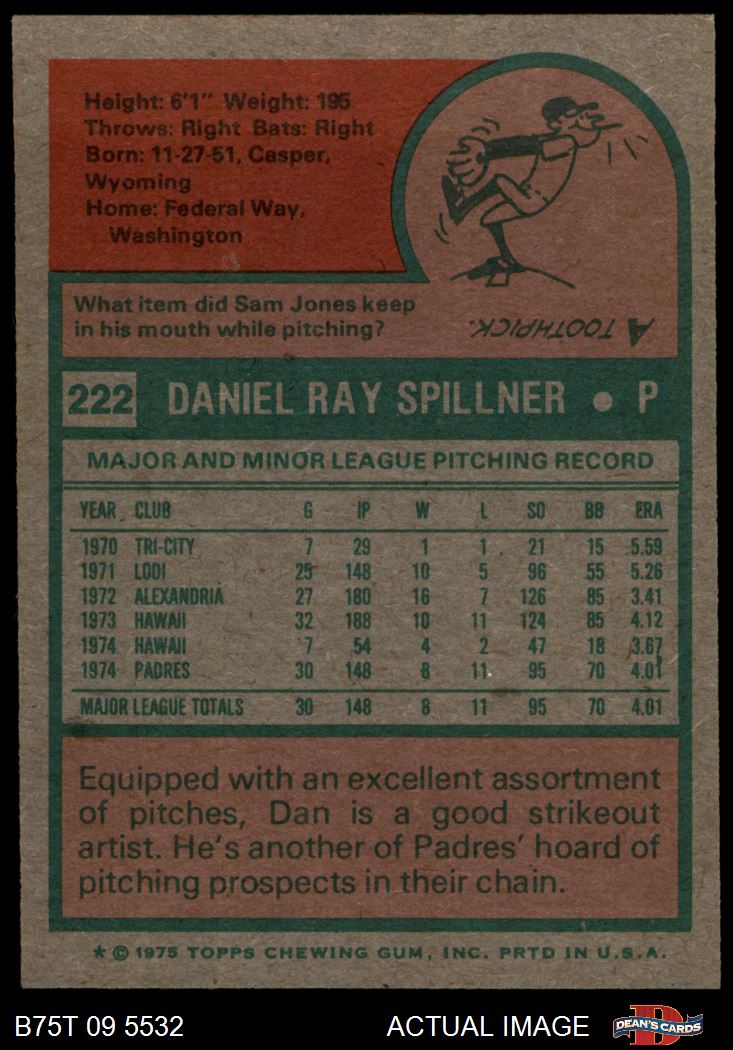 Height: 6'1" Weight: 195
Throws: Right Bats: Right
Born: 11-27-51, Casper,
Wyoming
Home: Federal Way,
Washington
What item did Sam Jones keep
in his mouth while pitching?
A TOOTHPICK.
222 DANIEL RAY SPILLNER ● P
MAJOR AND MINOR LEAGUE PITCHING RECORD
YEAR CLUB G IP W L SO BB ERA
1970 TRI-CITY 7 29 1 1 21 15 5.59
1971 LODI 25 148 10 5 96 55 5.26
1972 ALEXANDRIA 27 180 16 7 126 85 3.41
1973 HAWAII 32 188 10 11 124 85 4.12
1974 HAWAII 7 54 4 2 47 18 3.67
1974 PADRES 30 148 8 11 95 70 4.01
MAJOR LEAGUE TOTALS 30 148 8 11 95 70 4.01
Equipped with an excellent assortment
of pitches, Dan is a good strikeout
artist. He's another of Padres' hoard of
pitching prospects in their chain.
* © 1975 TOPPS CHEWING GUM, INC. PRTD IN U.S.A.
B75T 09 5532 ACTUAL IMAGE D DEAN'S CARDS